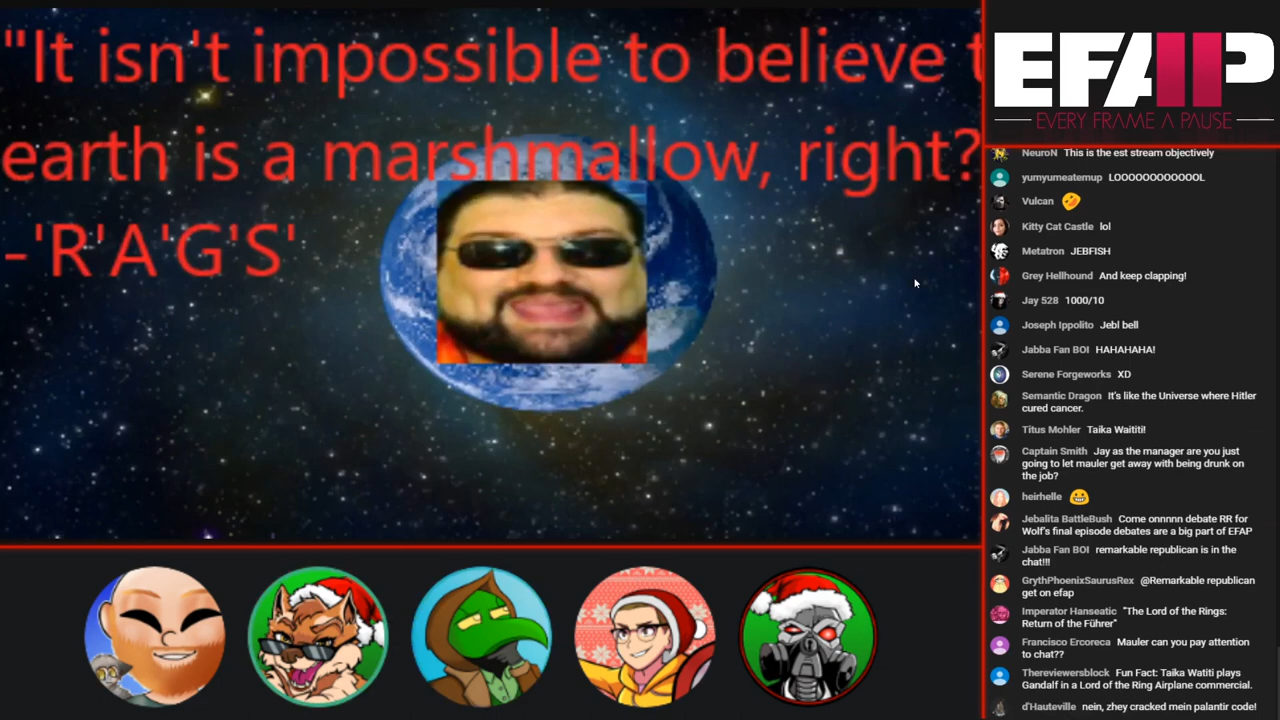 "It isn't impossible to believe t
earth is a marshmallow, right?
-'R'A'G'S'
EFAP
EVERY FRAME A PAUSE
NeuroN This is the est stream objectively
yumyumeatemup LOOOOOOOOOOOL
Vulcan
Kitty Cat Castle lol
Metatron JEBFISH
Grey Hellhound And keep clapping!
Jay 528 1000/10
Joseph Ippolito Jebl bell
Jabba Fan BOI HAHAHAHA!
Serene Forgeworks XD
Semantic Dragon It's like the Universe where Hitler
cured cancer.
Titus Mohler Taika Waititi!
Captain Smith Jay as the manager are you just
going to let mauler get away with being drunk on
the job?
heirhelle
Jebalita BattleBush Come onnnnn debate RR for
Wolf's final episode debates are a big part of EFAP
Jabba Fan BOI remarkable republican is in the
chat!!!
GrythPhoenixSaurusRex @Remarkable republican
get on efap
Imperator Hanseatic "The Lord of the Rings:
Return of the Führer"
Francisco Ercoreca Mauler can you pay attention
to chat??
Thereviewersblock Fun Fact: Taika Watiti plays
Gandalf in a Lord of the Ring Airplane commercial.
d'Hauteville nein, zhey cracked mein palantir code!